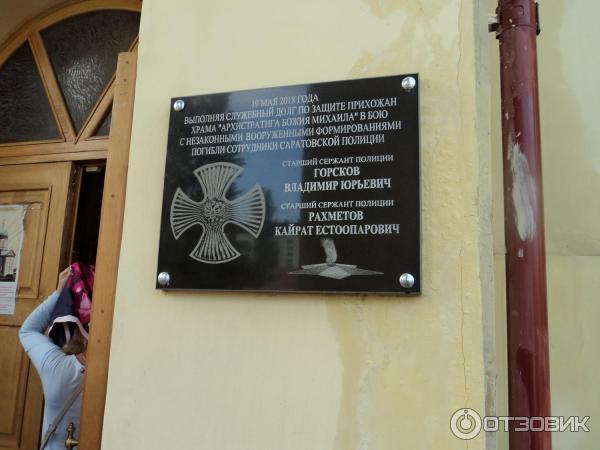 19 МАЯ 2018 ГОДА
ВЫПОЛНЯЯ СЛУЖЕБНЫЙ ДОЛГ ПО ЗАЩИТЕ ПРИХОЖАН
ХРАМА "АРХИСТРАТИГА БОЖИЯ МИХАИЛА" В БОЮ
С НЕЗАКОННЫМИ ВООРУЖЕННЫМИ ФОРМИРОВАНИЯМИ
ПОГИБЛИ СОТРУДНИКИ САРАТОВСКОЙ ПОЛИЦИИ
СТАРШИЙ СЕРЖАНТ ПОЛИЦИИ
ГОРСКОВ
ВЛАДИМИР ЮРЬЕВИЧ
СТАРШИЙ СЕРЖАНТ ПОЛИЦИИ
РАХМЕТОВ
КАЙРАТ ЕСТООПАРОВИЧ
ОТЗОВИК